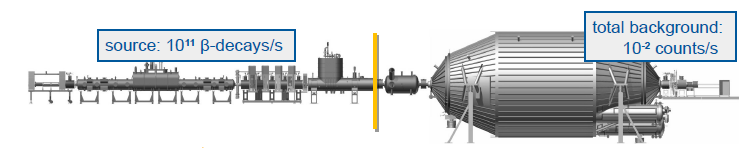 source: 10¹¹ β-decays/s
total background:
10⁻² counts/s